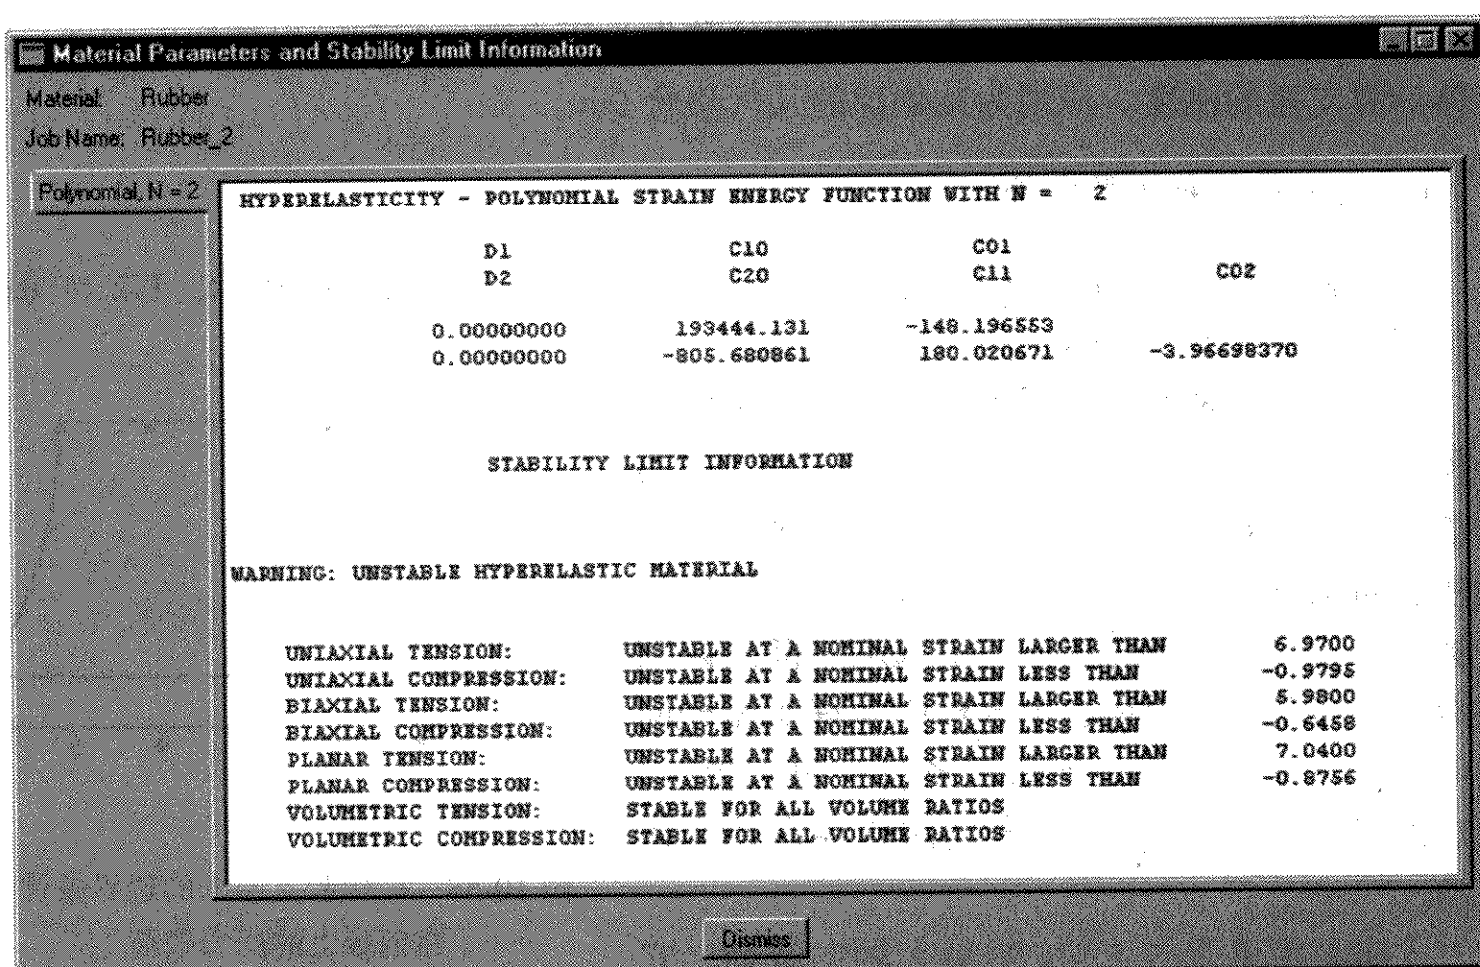 Material Parameters and Stability Limit Information
Material: Rubber
Job Name: Rubber_2
Polynomial, N = 2
HYPERELASTICITY - POLYNOMIAL STRAIN ENERGY FUNCTION WITH N = 2
D1 C10 C01
D2 C20 C11 C02
0.00000000 193444.131 -148.196553
0.00000000 -805.680861 180.020671 -3.96698370
STABILITY LIMIT INFORMATION
WARNING: UNSTABLE HYPERELASTIC MATERIAL
UNIAXIAL TENSION: UNSTABLE AT A NOMINAL STRAIN LARGER THAN 6.9700
UNIAXIAL COMPRESSION: UNSTABLE AT A NOMINAL STRAIN LESS THAN -0.9795
BIAXIAL TENSION: UNSTABLE AT A NOMINAL STRAIN LARGER THAN 5.9800
BIAXIAL COMPRESSION: UNSTABLE AT A NOMINAL STRAIN LESS THAN -0.6458
PLANAR TENSION: UNSTABLE AT A NOMINAL STRAIN LARGER THAN 7.0400
PLANAR COMPRESSION: UNSTABLE AT A NOMINAL STRAIN LESS THAN -0.8756
VOLUMETRIC TENSION: STABLE FOR ALL VOLUME RATIOS
VOLUMETRIC COMPRESSION: STABLE FOR ALL VOLUME RATIOS
Dismiss